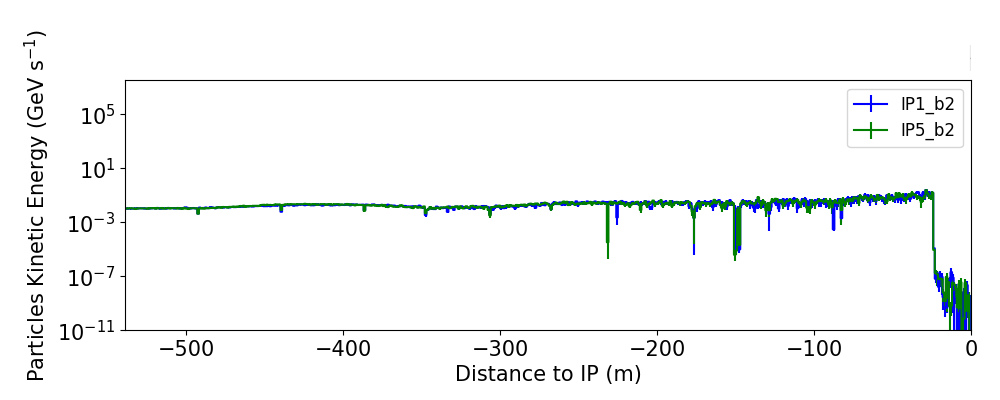 Particles Kinetic Energy (GeV s⁻¹)
10⁵
10¹
10⁻³
10⁻⁷
10⁻¹¹
IP1_b2
IP5_b2
−500
−400
−300
−200
−100
0
Distance to IP (m)